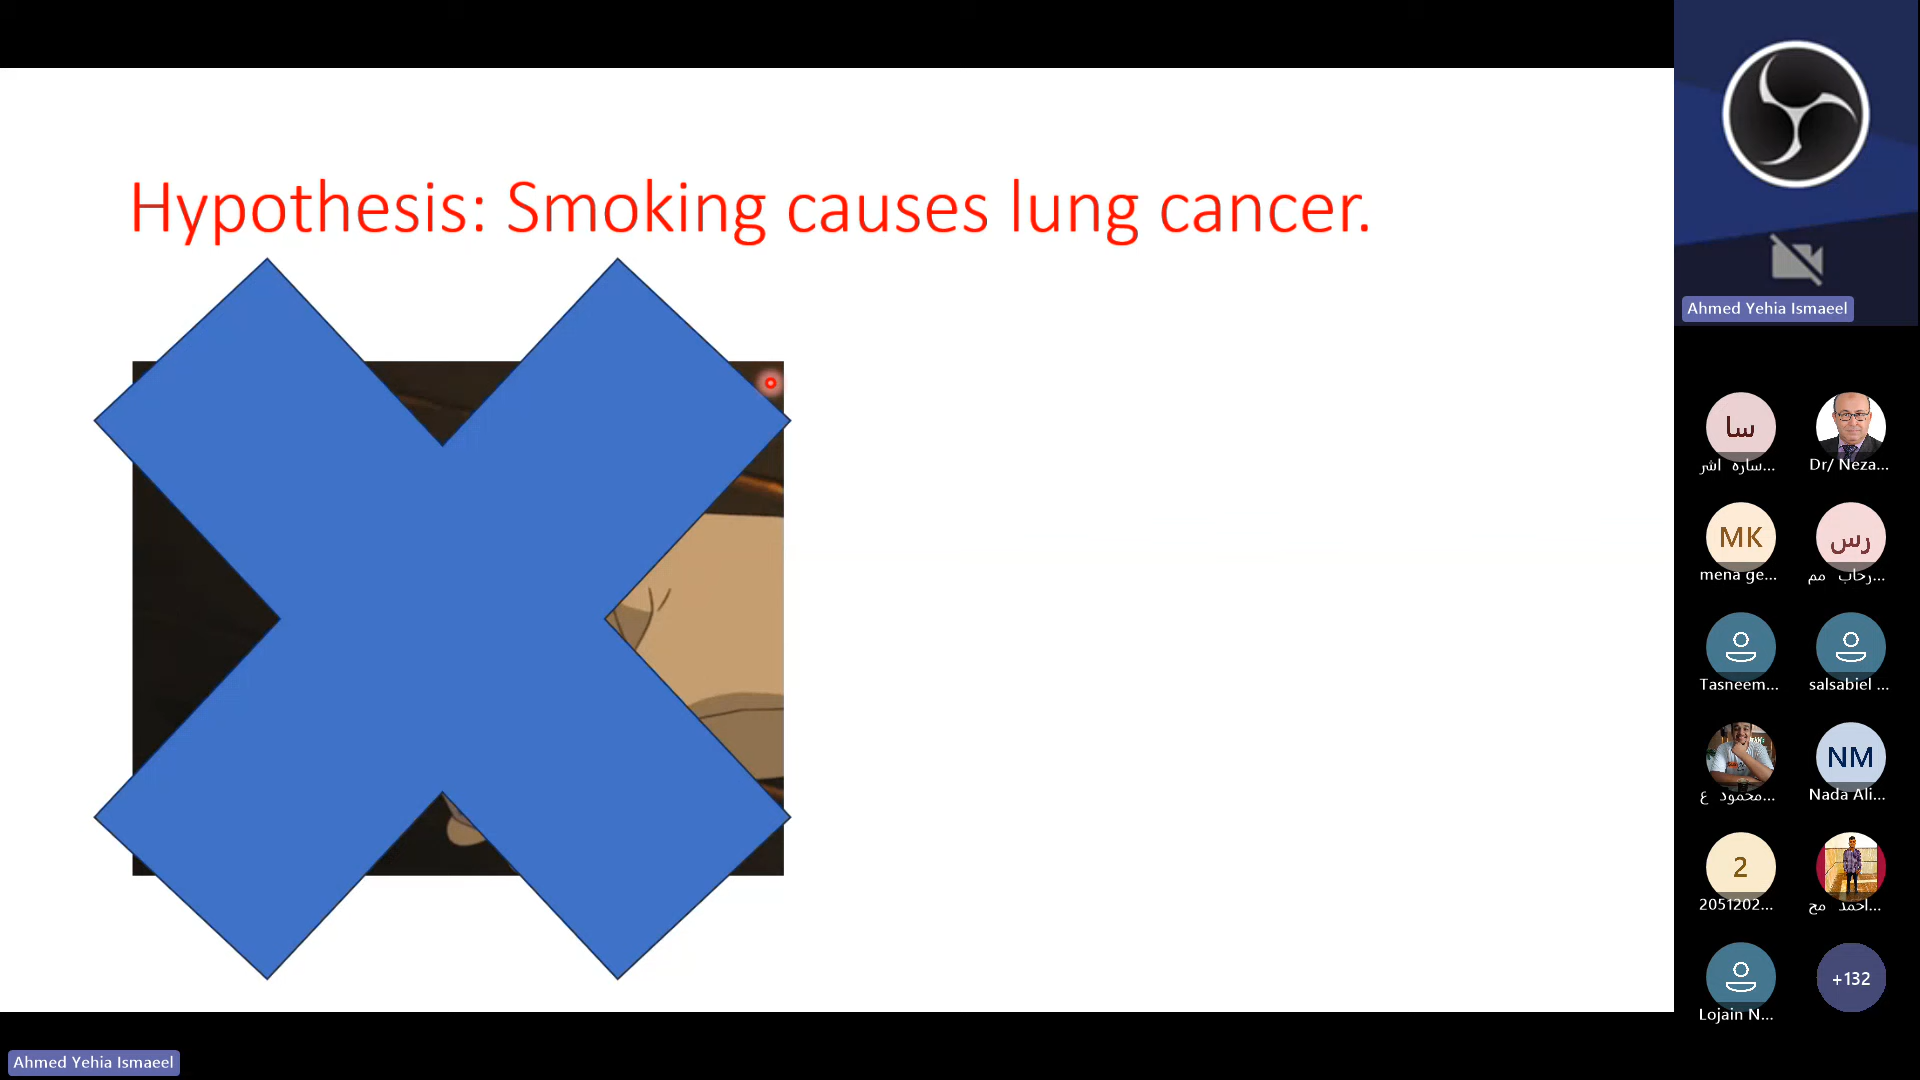 Hypothesis: Smoking causes lung cancer.
Ahmed Yehia Ismaeel
سا
ساره اشر...
Dr/ Neza...
MK
mena ge...
رس
رحاب مم...
Tasneem...
salsabiel ...
محمود ع...
NM
Nada Ali...
2
2051202...
احمد مح...
Lojain N...
+132
Ahmed Yehia Ismaeel